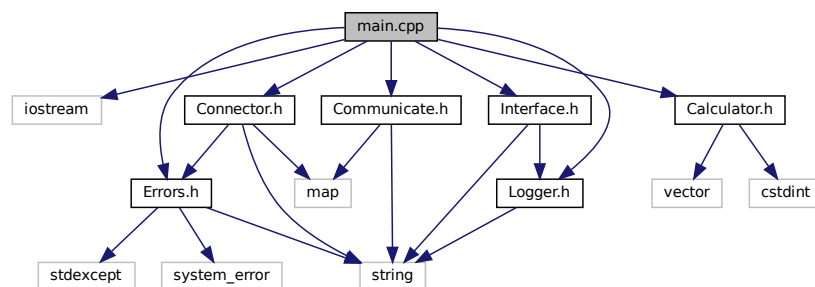 main.cpp
iostream
Connector.h
Communicate.h
Interface.h
Calculator.h
Errors.h
map
Logger.h
vector
cstdint
stdexcept
system_error
string